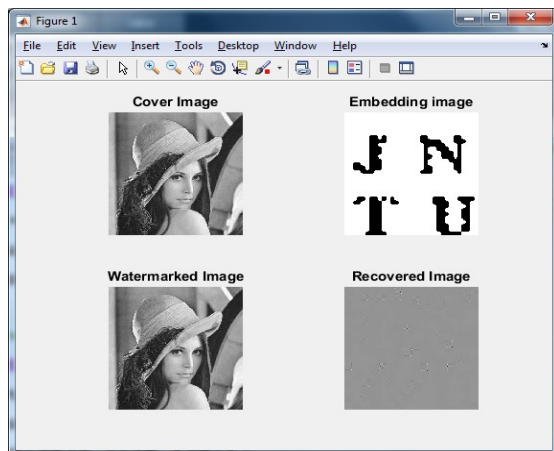 Figure 1
File Edit View Insert Tools Desktop Window Help
Cover Image
Embedding image
J N
T U
Watermarked Image
Recovered Image